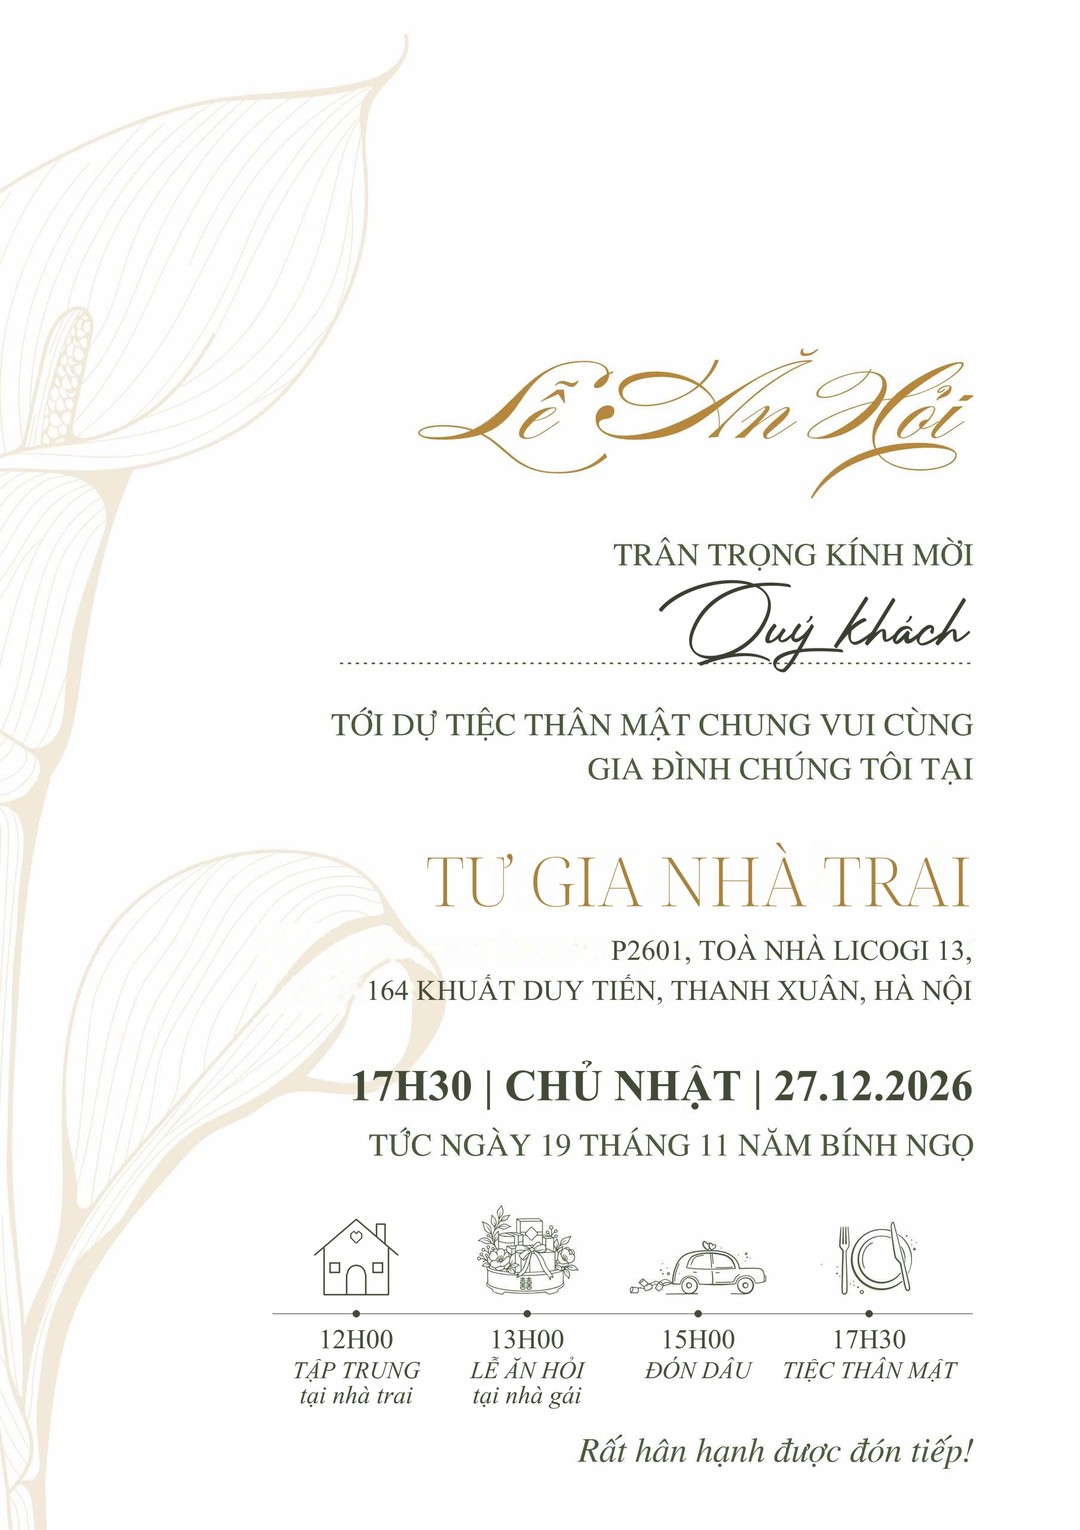 Lễ Ăn Hỏi
TRÂN TRỌNG KÍNH MỜI
Quý khách
TỚI DỰ TIỆC THÂN MẬT CHUNG VUI CÙNG
GIA ĐÌNH CHÚNG TÔI TẠI
TƯ GIA NHÀ TRAI
P2601, TOÀ NHÀ LICOGI 13,
164 KHUẤT DUY TIẾN, THANH XUÂN, HÀ NỘI
17H30 | CHỦ NHẬT | 27.12.2026
TỨC NGÀY 19 THÁNG 11 NĂM BÍNH NGỌ
12H00
TẬP TRUNG
tại nhà trai
13H00
LỄ ĂN HỎI
tại nhà gái
15H00
ĐÓN DÂU
17H30
TIỆC THÂN MẬT
Rất hân hạnh được đón tiếp!